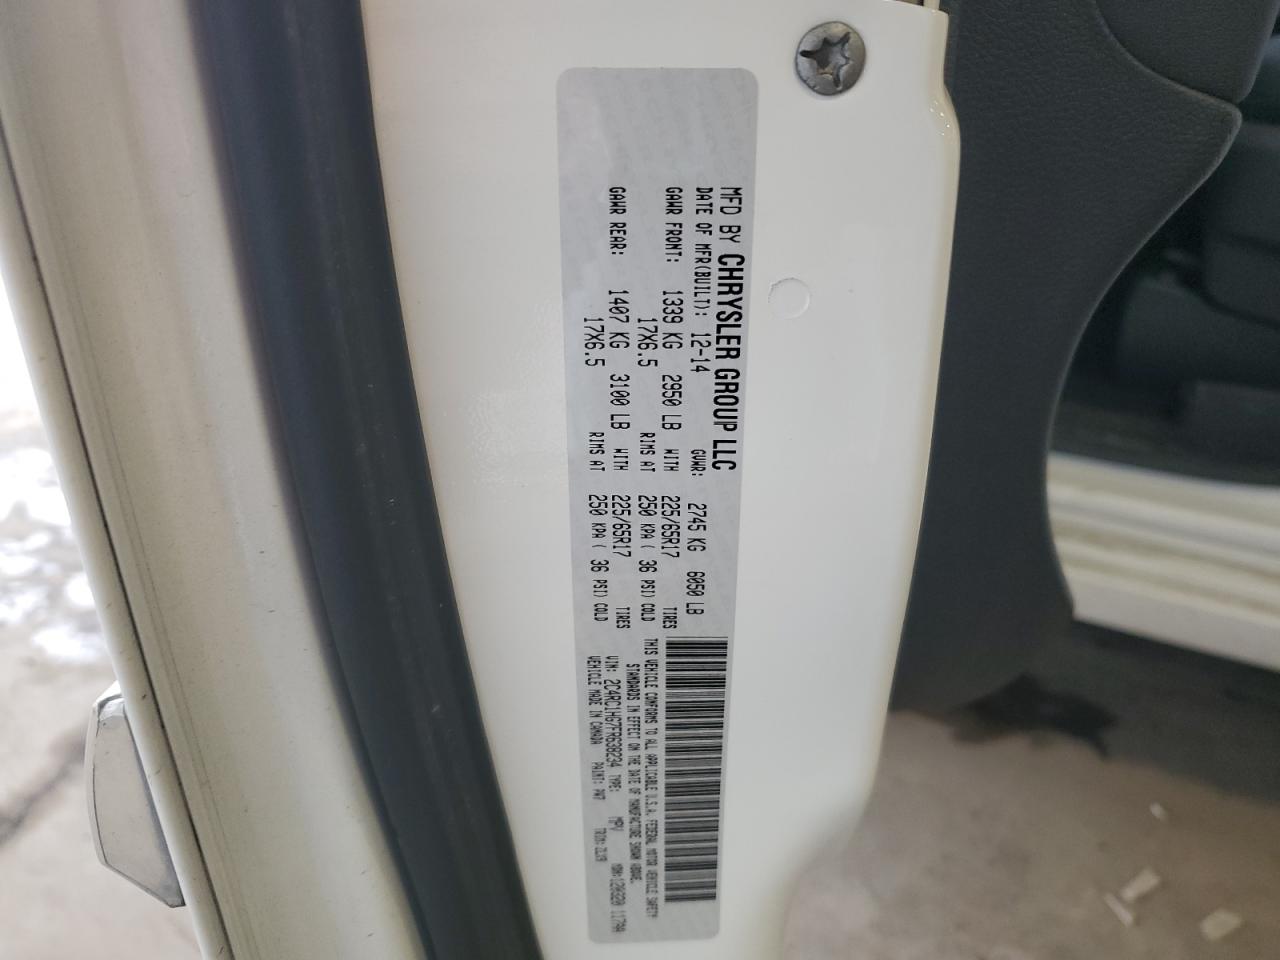 MFD BY CHRYSLER GROUP LLC
DATE OF MFR(BUILT): 12-14 GVWR: 2745 KG 6050 LB
GAWR FRONT: 1339 KG 2950 LB WITH 225/65R17 TIRES
17X6.5 RIMS AT 250 KPA ( 36 PSI) COLD
GAWR REAR: 1407 KG 3100 LB WITH 225/65R17 TIRES
17X6.5 RIMS AT 250 KPA ( 36 PSI) COLD
THIS VEHICLE CONFORMS TO ALL APPLICABLE U.S.A. FEDERAL MOTOR VEHICLE SAFETY
STANDARDS IN EFFECT ON THE DATE OF MANUFACTURE SHOWN ABOVE.
VIN: 2C4RC1HG7FR638234 TYPE: MPV MDH:
VEHICLE MADE IN CANADA PAINT: PW7 TRIM: